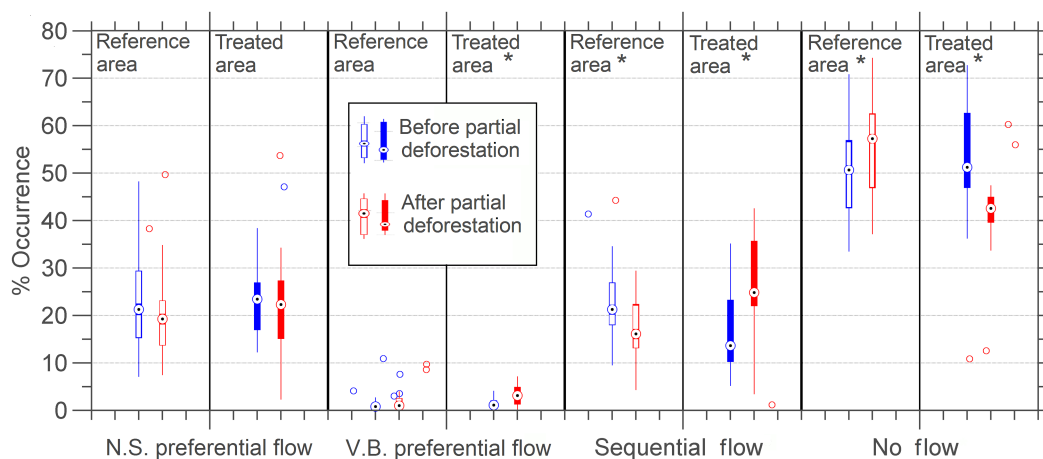 80
70
60
50
40
30
20
10
0
% Occurrence
Reference
area
Treated
area
Reference
area
Treated
area *
Reference
area *
Treated
area *
Reference
area *
Treated
area *
Before partial
deforestation
After partial
deforestation
N.S. preferential flow
V.B. preferential flow
Sequential flow
No flow